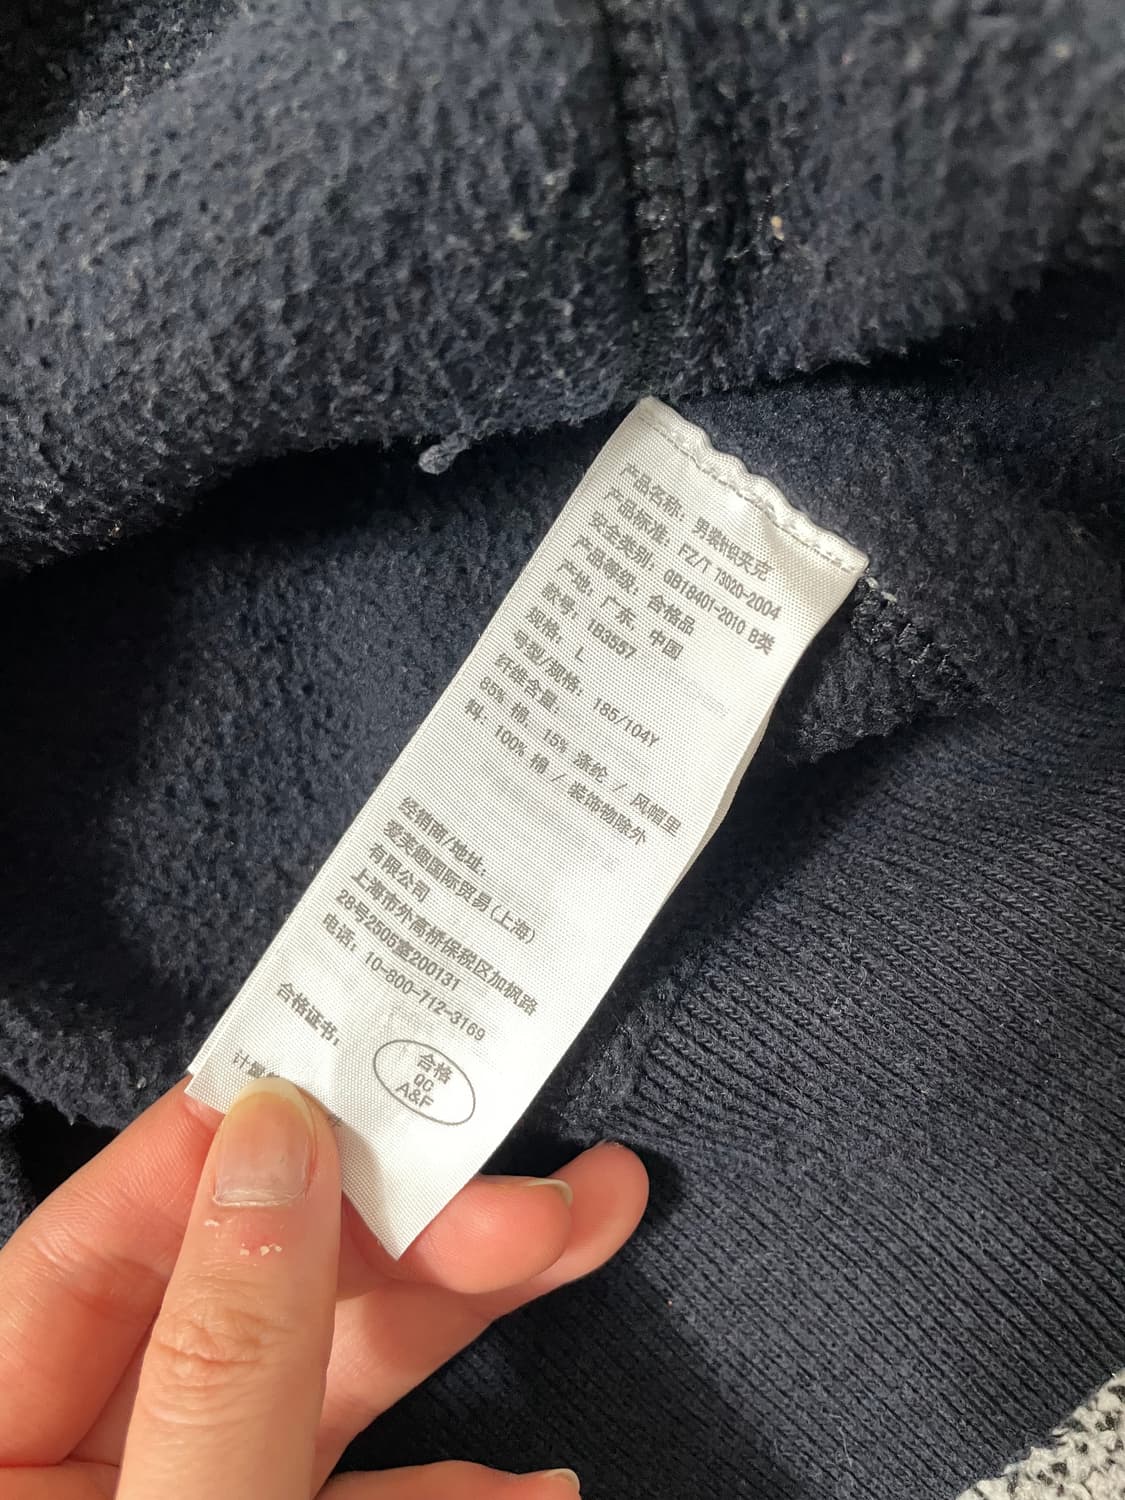 产品名称：男装针织夹克
产品标准：FZ/T 73020-2004
安全类别：GB18401-2010 B类
产品等级：合格品
产地：广东，中国
款号：1B3557
规格：L
号型/规格：185/104Y
纤维含量：
85% 棉, 15% 涤纶 / 风帽里
料：100% 棉 / 装饰物除外
经销商/地址：
爱芙趣国际贸易(上海)
有限公司
上海市外高桥保税区加枫路
28号2505室200131
电话：10-800-712-3169
合格证书：
合格
QC
A&F
计量
件